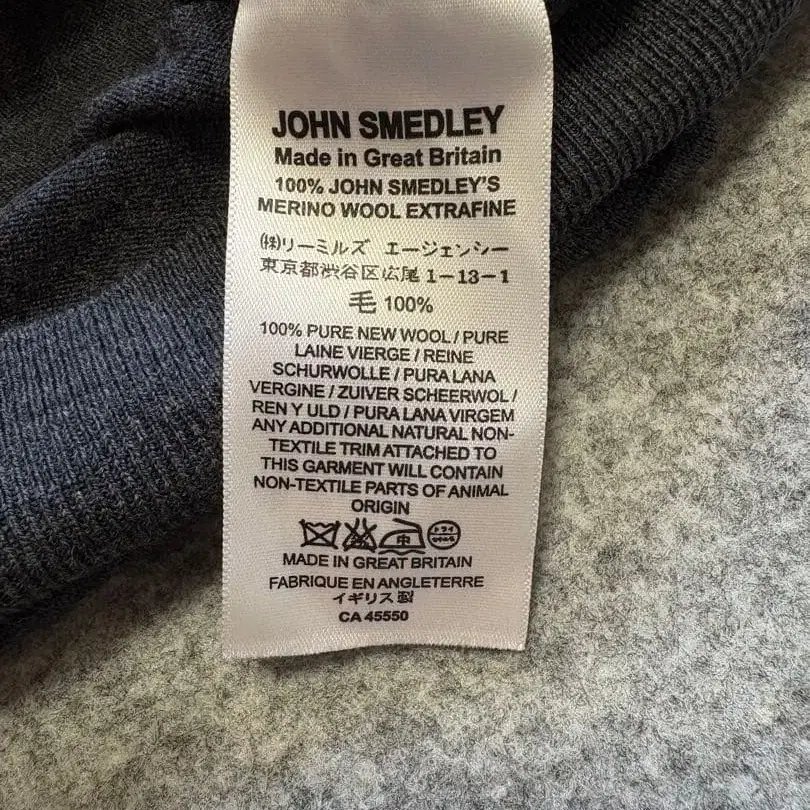 JOHN SMEDLEY
Made in Great Britain
100% JOHN SMEDLEY'S
MERINO WOOL EXTRAFINE
㈱リーミルズ エージェンシー
東京都渋谷区広尾 1-13-1
毛 100%
100% PURE NEW WOOL / PURE
LAINE VIERGE / REINE
SCHURWOLLE / PURA LANA
VERGINE / ZUIVER SCHEERWOL /
REN Y ULD / PURA LANA VIRGEM
ANY ADDITIONAL NATURAL NON-
TEXTILE TRIM ATTACHED TO
THIS GARMENT WILL CONTAIN
NON-TEXTILE PARTS OF ANIMAL
ORIGIN
中 ドライ
MADE IN GREAT BRITAIN
FABRIQUE EN ANGLETERRE
イギリス製
CA 45550